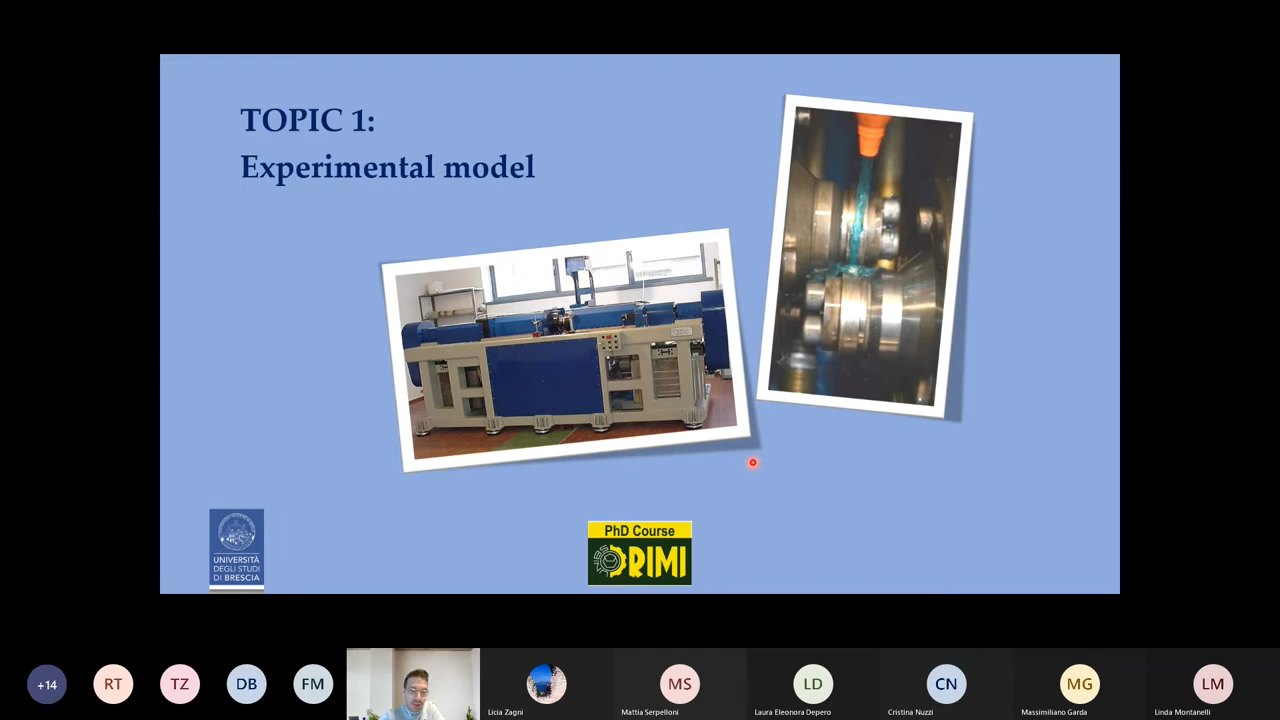 TOPIC 1:
Experimental model
UNIVERSITÀ
DEGLI STUDI
DI BRESCIA
PhD Course
DRIMI
+14
RT
TZ
DB
FM
MS
LD
CN
MG
LM
Licia Zagni
Mattia Serpelloni
Laura Eleonora Depero
Cristina Nuzzi
Massimiliano Garda
Linda Montanelli